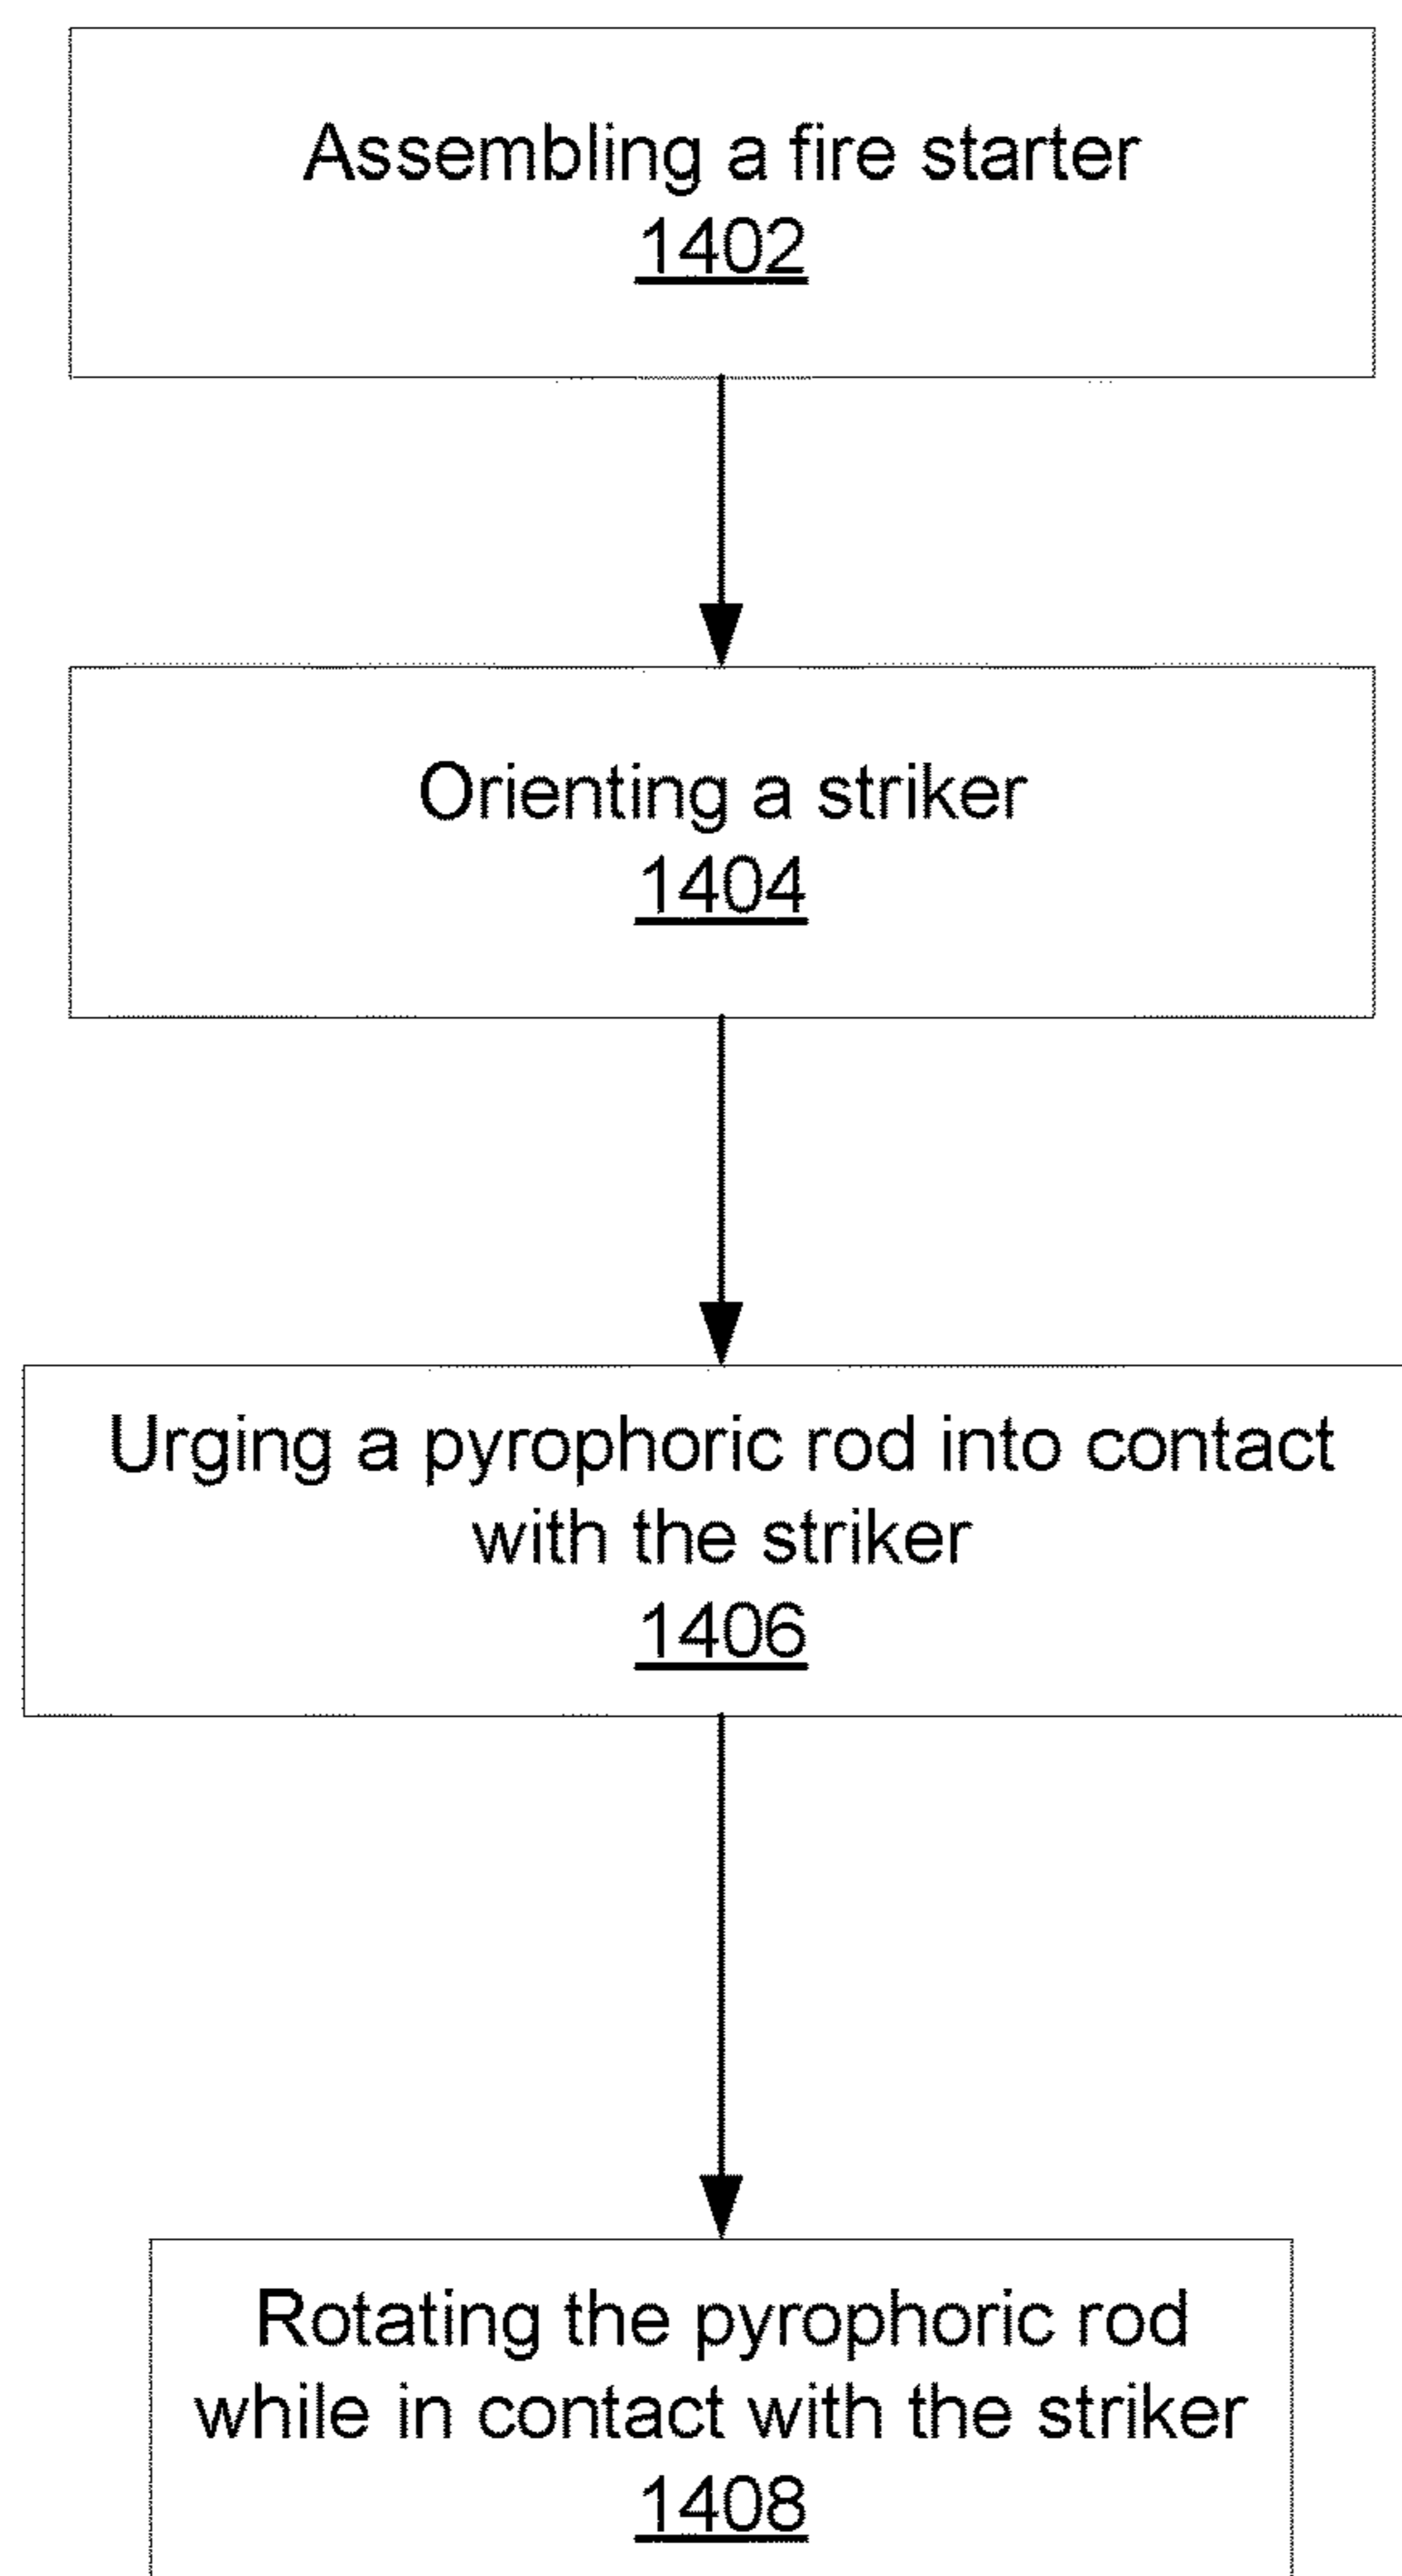 Assembling a fire starter
1402
Orienting a striker
1404
Urging a pyrophoric rod into contact
with the striker
1406
Rotating the pyrophoric rod
while in contact with the striker
1408